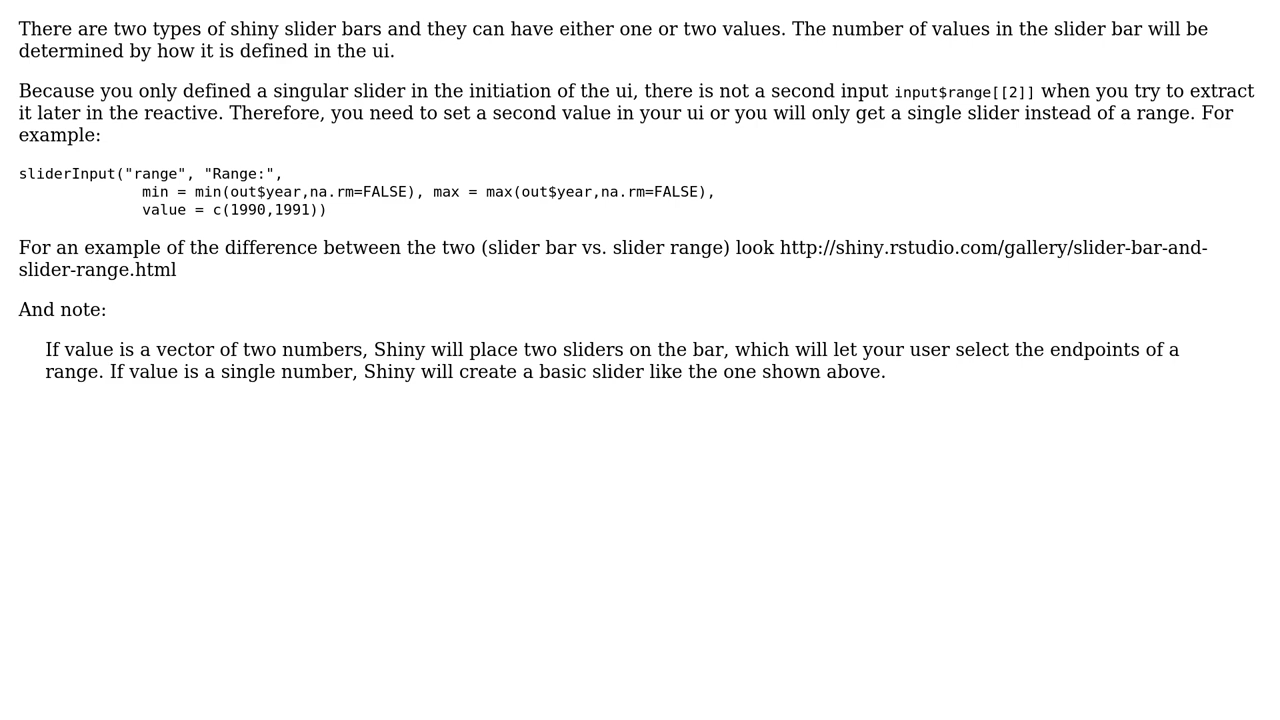 There are two types of shiny slider bars and they can have either one or two values. The number of values in the slider bar will be
determined by how it is defined in the ui.
Because you only defined a singular slider in the initiation of the ui, there is not a second input input$range[[2]] when you try to extract
it later in the reactive. Therefore, you need to set a second value in your ui or you will only get a single slider instead of a range. For
example:
sliderInput("range", "Range:",
              min = min(out$year,na.rm=FALSE), max = max(out$year,na.rm=FALSE),
              value = c(1990,1991))
For an example of the difference between the two (slider bar vs. slider range) look http://shiny.rstudio.com/gallery/slider-bar-and-
slider-range.html
And note:
If value is a vector of two numbers, Shiny will place two sliders on the bar, which will let your user select the endpoints of a
range. If value is a single number, Shiny will create a basic slider like the one shown above.